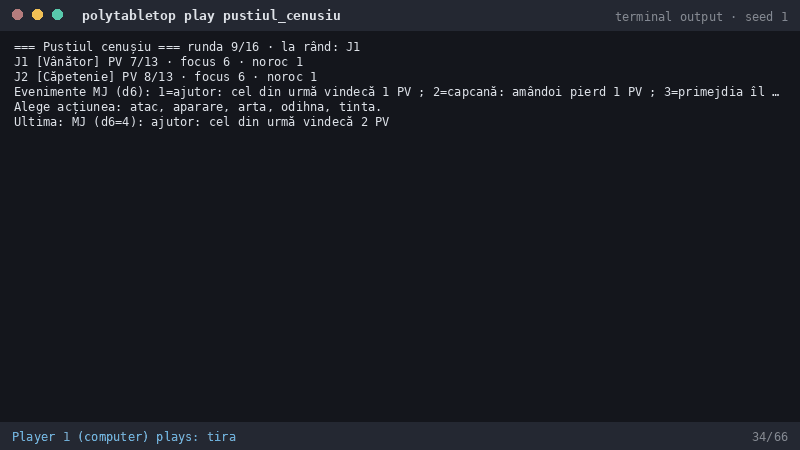 polytabletop play pustiul_cenusiu
terminal output · seed 1
=== Pustiul cenușiu === runda 9/16 · la rând: J1
J1 [Vânător] PV 7/13 · focus 6 · noroc 1
J2 [Căpetenie] PV 8/13 · focus 6 · noroc 1
Evenimente MJ (d6): 1=ajutor: cel din urmă vindecă 1 PV ; 2=capcană: amândoi pierd 1 PV ; 3=primejdia îl …
Alege acțiunea: atac, aparare, arta, odihna, tinta.
Ultima: MJ (d6=4): ajutor: cel din urmă vindecă 2 PV
Player 1 (computer) plays: tira
34/66